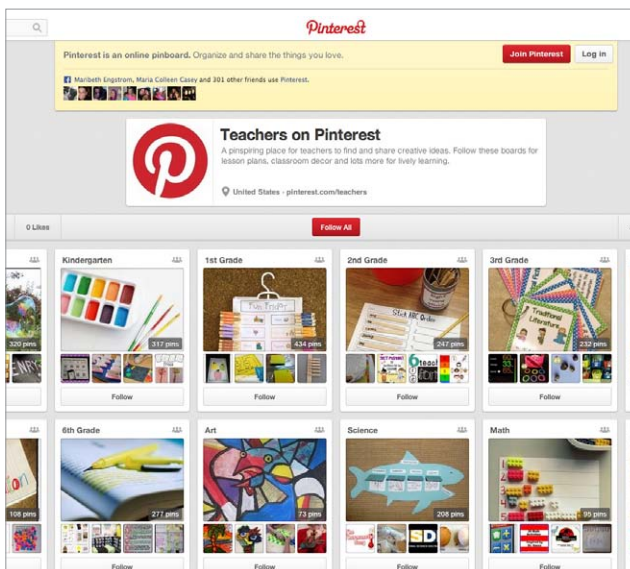 Pinterest
Pinterest is an online pinboard. Organize and share the things you love.
Join Pinterest
Log in
Maribeth Engstrom, Maria Colleen Casey and 301 other friends use Pinterest.
Teachers on Pinterest
A pinspiring place for teachers to find and share creative ideas. Follow these boards for
lesson plans, classroom decor and lots more for lively learning.
United States - pinterest.com/teachers
0 Likes
Follow All
Kindergarten
1st Grade
2nd Grade
3rd Grade
Traditional
Literature
320 pins
317 pins
434 pins
247 pins
232 pins
Follow
Follow
Follow
Follow
6th Grade
Art
Science
Math
108 pins
277 pins
73 pins
208 pins
95 pins
SD
Follow
Follow
Follow
Follow